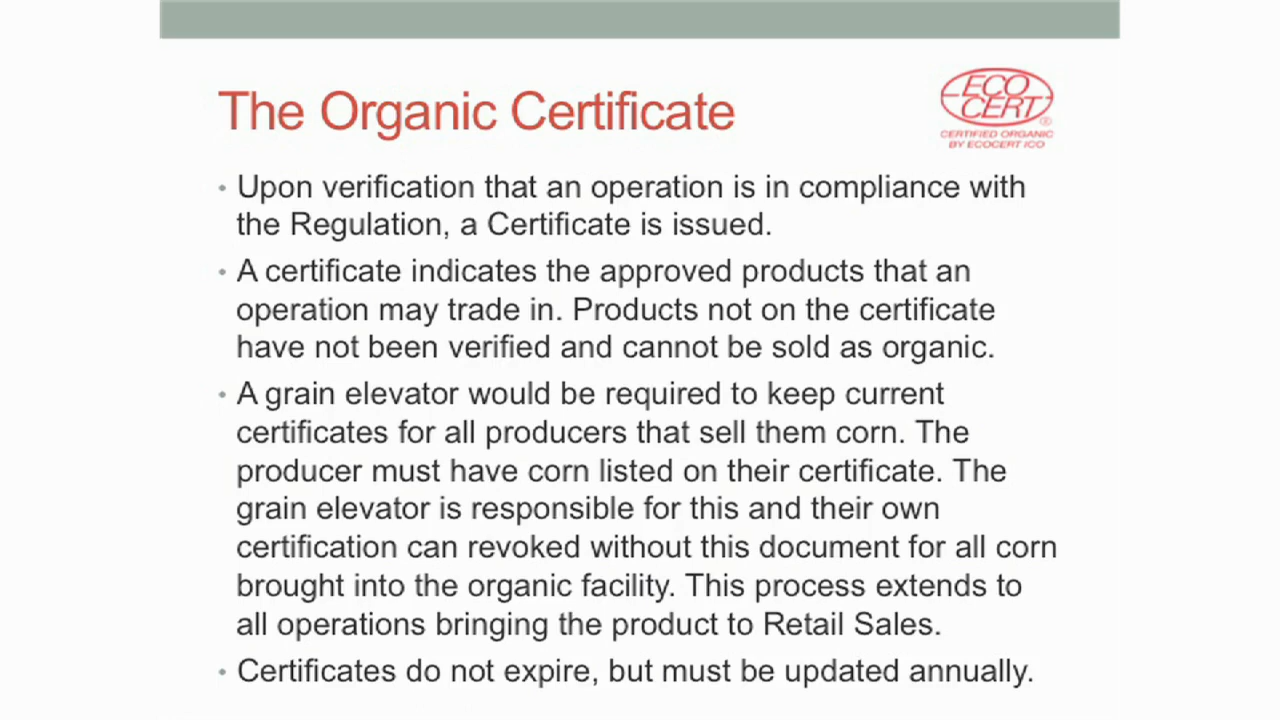 The Organic Certificate
ECO
CERT
®
CERTIFIED ORGANIC
BY ECOCERT ICO
• Upon verification that an operation is in compliance with
the Regulation, a Certificate is issued.
• A certificate indicates the approved products that an
operation may trade in. Products not on the certificate
have not been verified and cannot be sold as organic.
• A grain elevator would be required to keep current
certificates for all producers that sell them corn. The
producer must have corn listed on their certificate. The
grain elevator is responsible for this and their own
certification can revoked without this document for all corn
brought into the organic facility. This process extends to
all operations bringing the product to Retail Sales.
• Certificates do not expire, but must be updated annually.